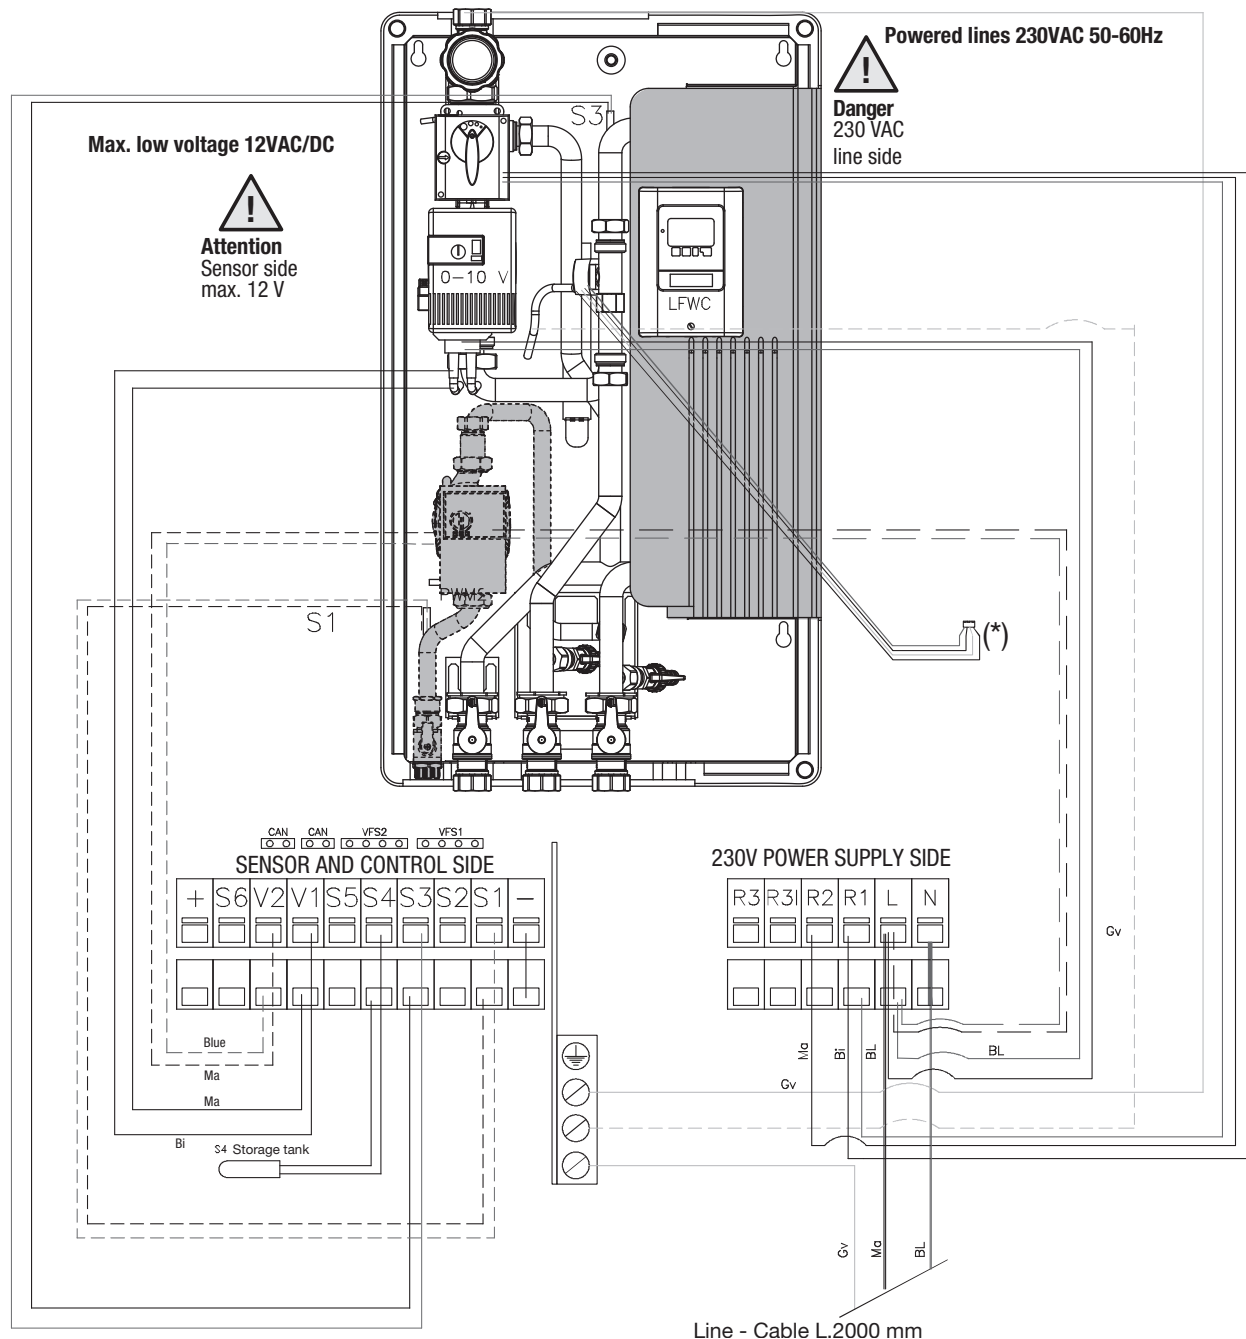 Powered lines 230VAC 50-60Hz
Danger
230 VAC
line side
S3
Max. low voltage 12VAC/DC
Attention
Sensor side
max. 12 V
0-10 V
LFWC
S1
(*)
CAN CAN VFS2 VFS1
SENSOR AND CONTROL SIDE
230V POWER SUPPLY SIDE
+ S6 V2 V1 S5 S4 S3 S2 S1 -
R3 R3I R2 R1 L N
Gv
Blue
Ma
Ma
Bi
Ma
Bi
BL
BL
Gv
S4 Storage tank
Gv
Ma
BL
Line - Cable L.2000 mm